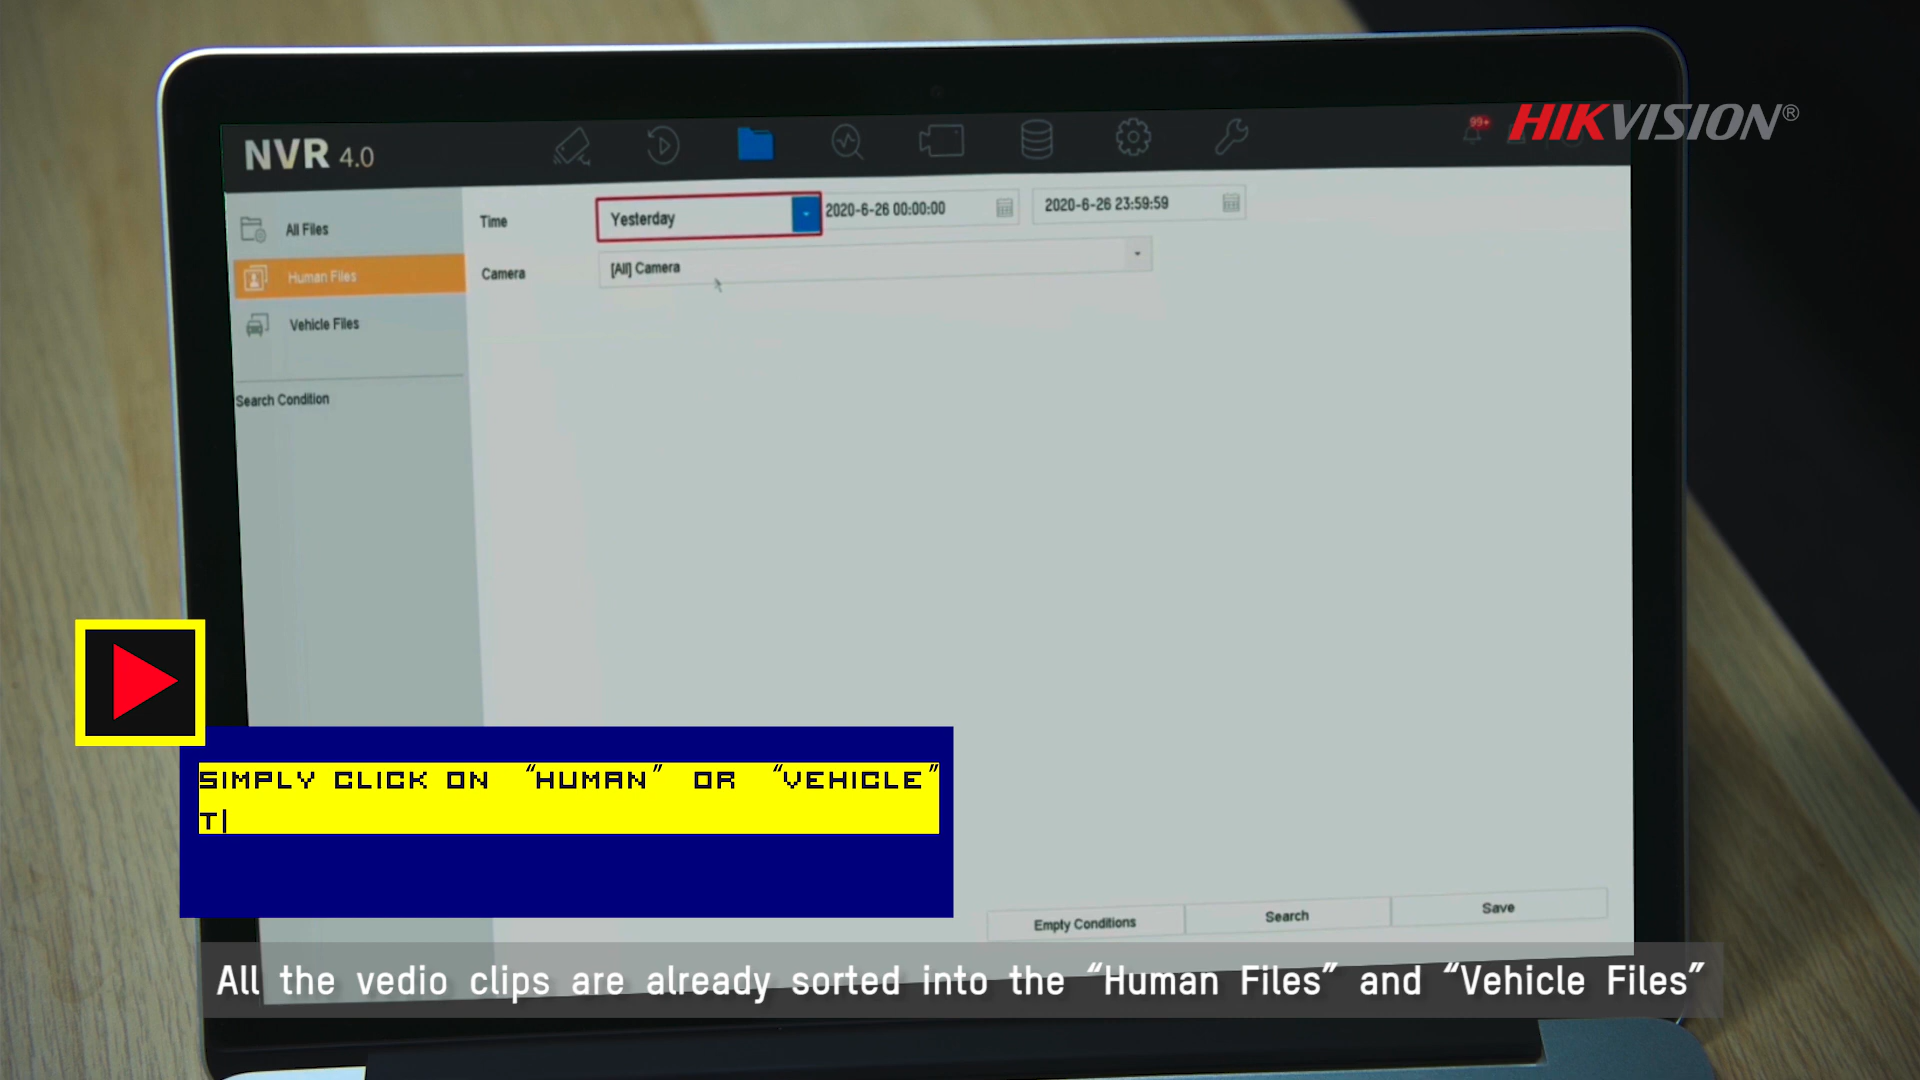 HIKVISION®
NVR 4.0
99+
All Files
Human Files
Vehicle Files
Search Condition
Time
Yesterday
2020-6-26 00:00:00
2020-6-26 23:59:59
Camera
[All] Camera
SIMPLY CLICK ON “HUMAN” OR “VEHICLE”
T|
Empty Conditions
Search
Save
All the vedio clips are already sorted into the “Human Files” and “Vehicle Files”